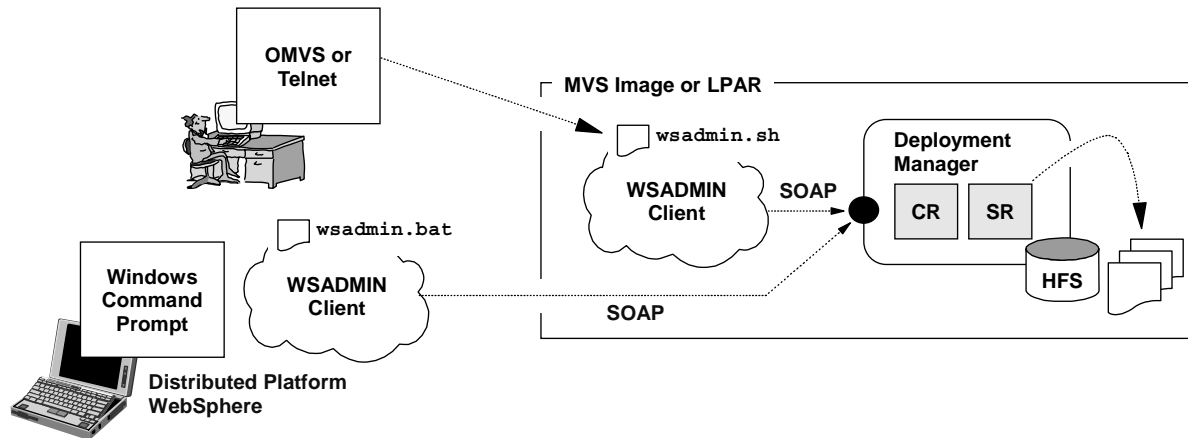 OMVS or
Telnet
MVS Image or LPAR
wsadmin.sh
WSADMIN
Client
SOAP
Deployment
Manager
CR
SR
HFS
wsadmin.bat
WSADMIN
Client
SOAP
Windows
Command
Prompt
Distributed Platform
WebSphere